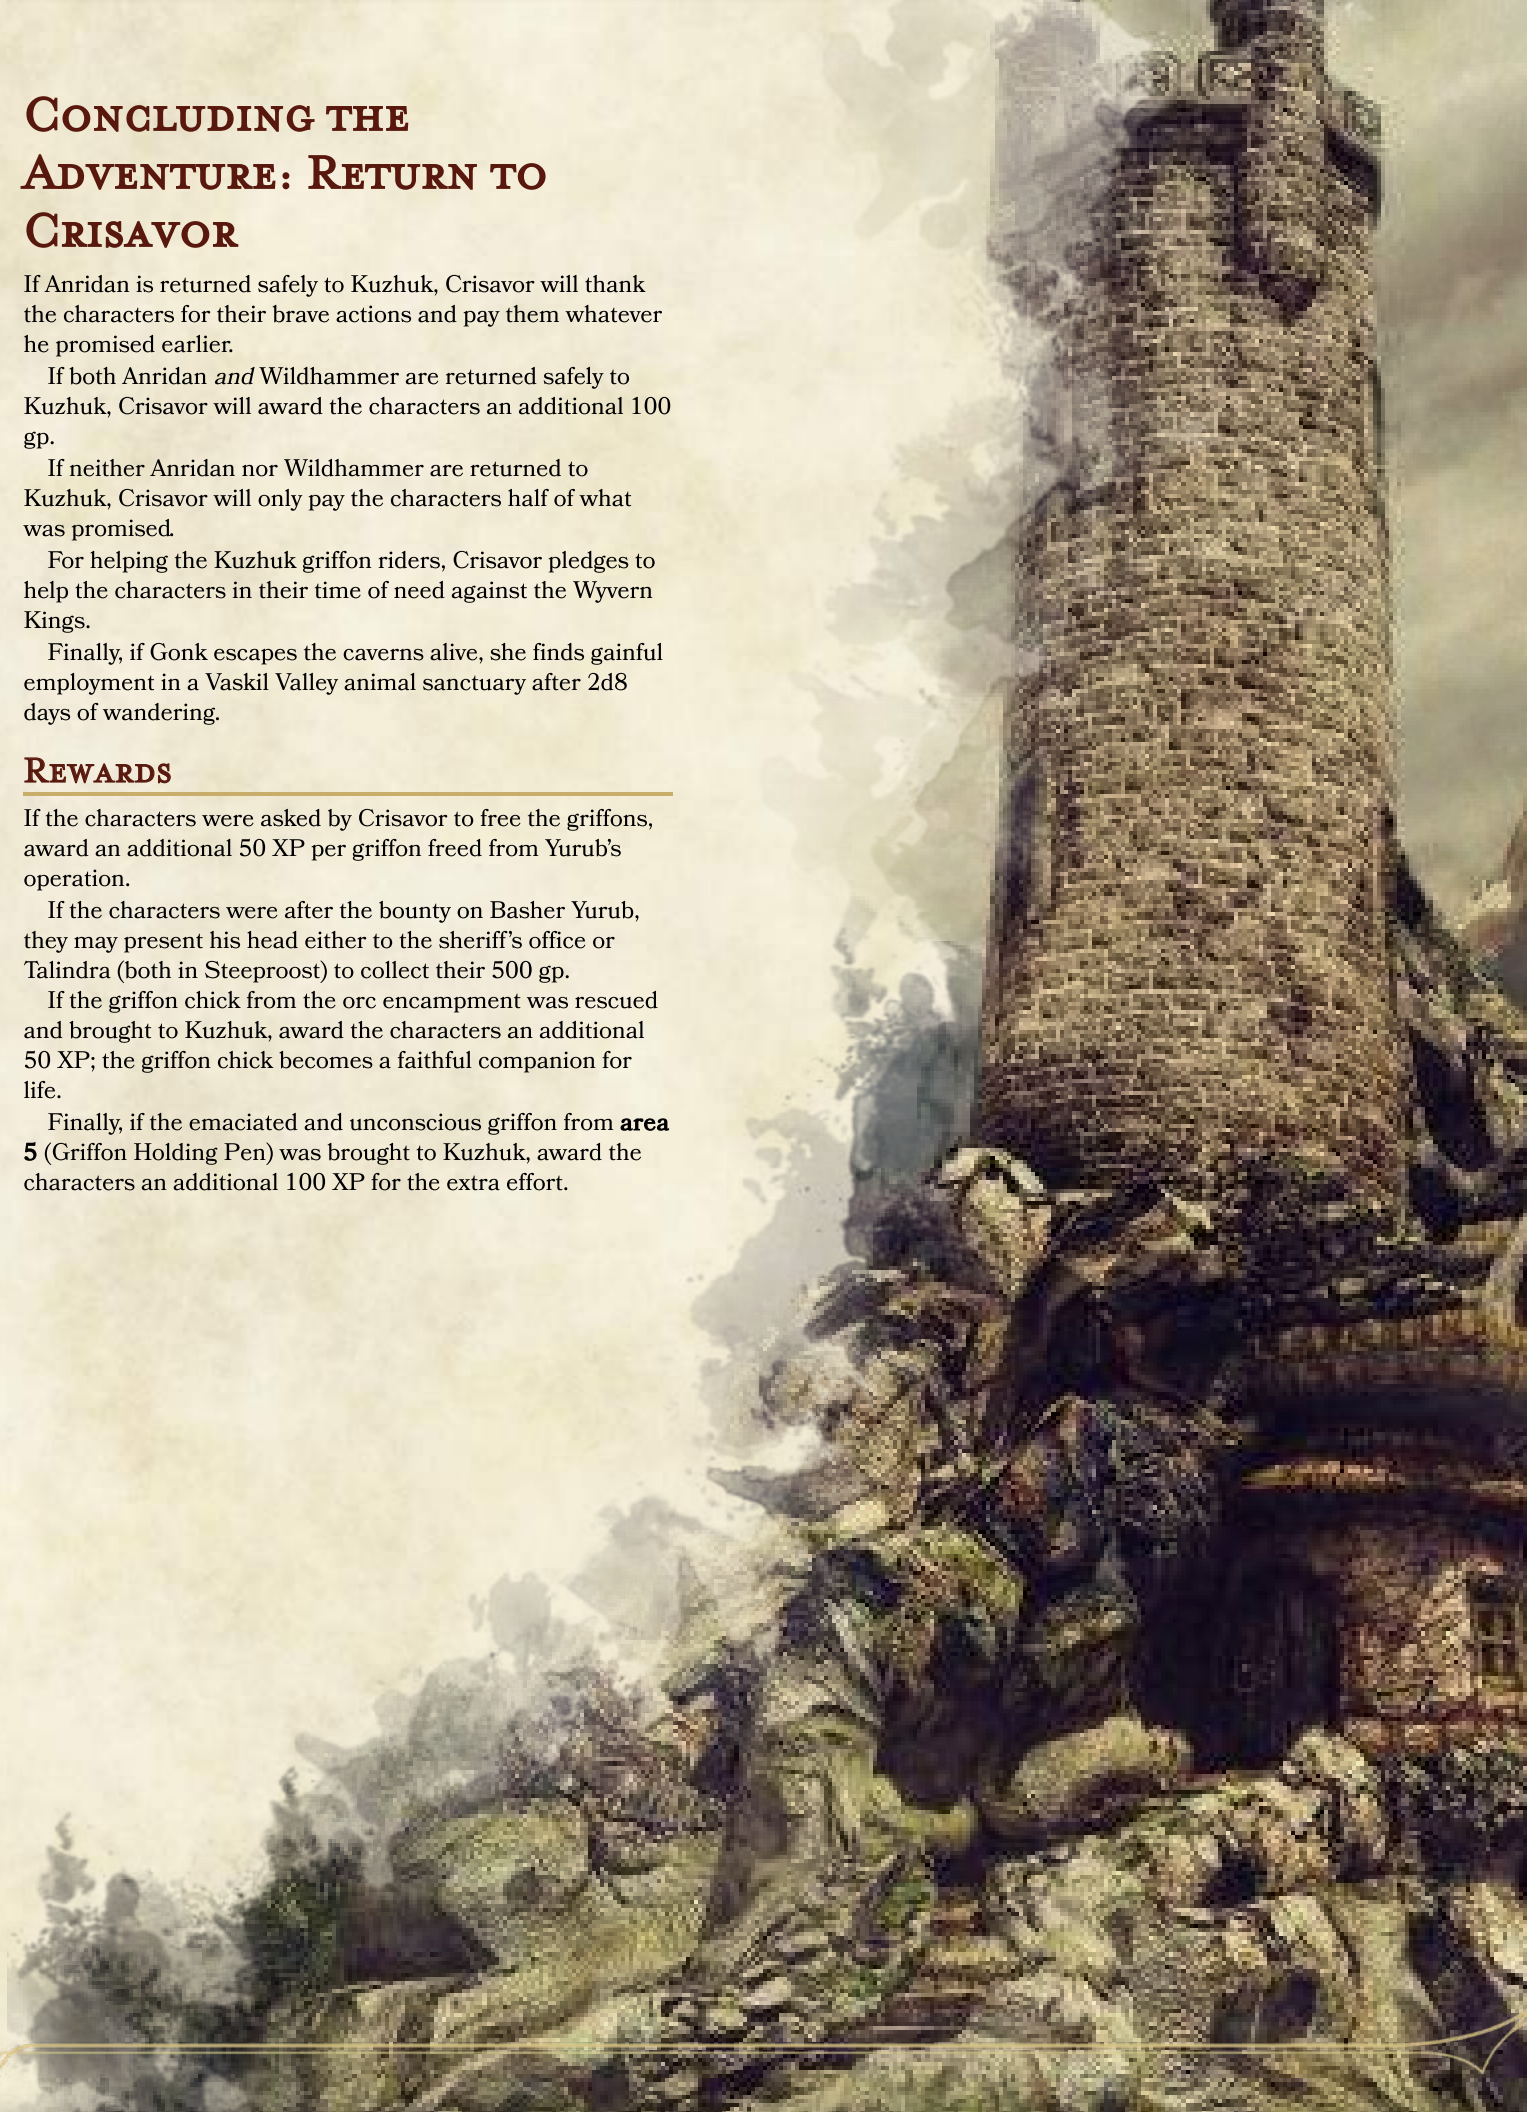 Concluding the
Adventure: Return to
Crisavor
If Anridan is returned safely to Kuzhuk, Crisavor will thank
the characters for their brave actions and pay them whatever
he promised earlier.
If both Anridan and Wildhammer are returned safely to
Kuzhuk, Crisavor will award the characters an additional 100
gp.
If neither Anridan nor Wildhammer are returned to
Kuzhuk, Crisavor will only pay the characters half of what
was promised.
For helping the Kuzhuk griffon riders, Crisavor pledges to
help the characters in their time of need against the Wyvern
Kings.
Finally, if Gonk escapes the caverns alive, she finds gainful
employment in a Vaskil Valley animal sanctuary after 2d8
days of wandering.
Rewards
If the characters were asked by Crisavor to free the griffons,
award an additional 50 XP per griffon freed from Yurub's
operation.
If the characters were after the bounty on Basher Yurub,
they may present his head either to the sheriff's office or
Talindra (both in Steeproost) to collect their 500 gp.
If the griffon chick from the orc encampment was rescued
and brought to Kuzhuk, award the characters an additional
50 XP; the griffon chick becomes a faithful companion for
life.
Finally, if the emaciated and unconscious griffon from area
5 (Griffon Holding Pen) was brought to Kuzhuk, award the
characters an additional 100 XP for the extra effort.